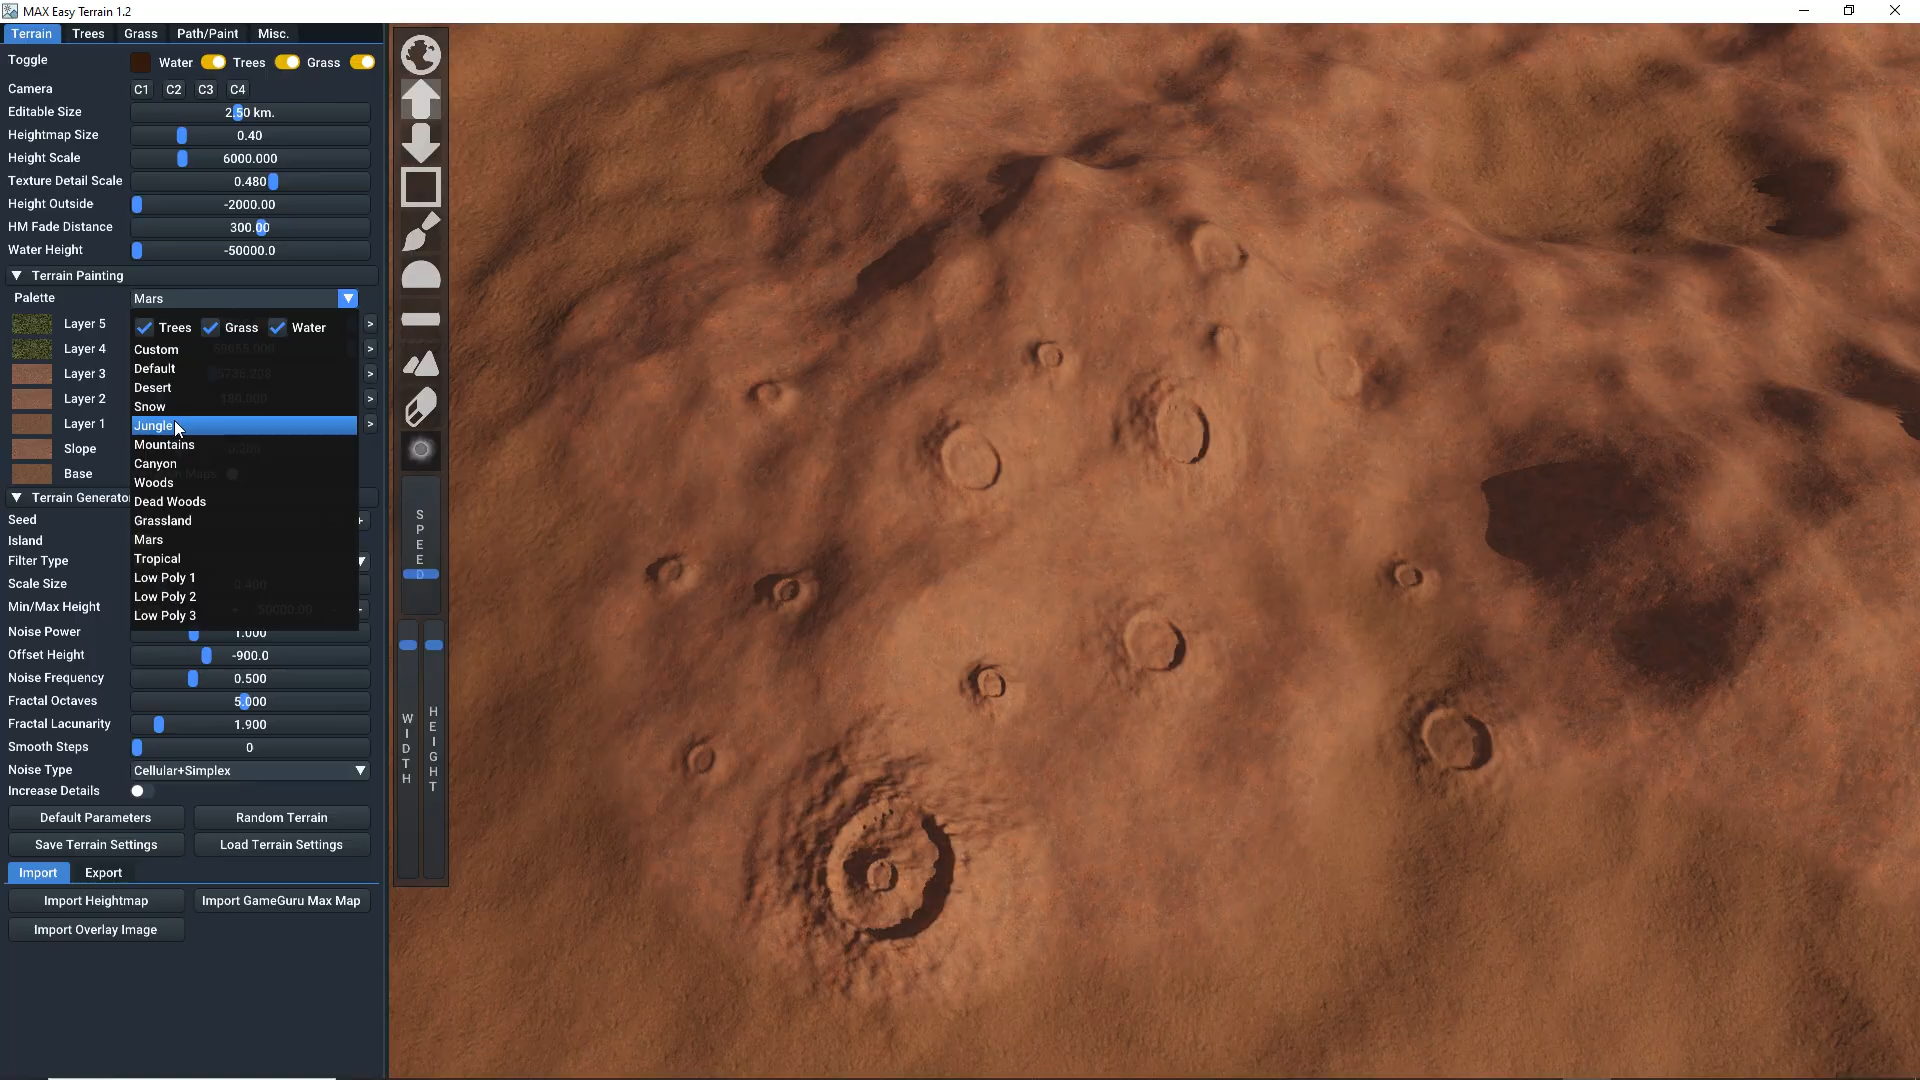 MAX Easy Terrain 1.2
Terrain Trees Grass Path/Paint Misc.
Toggle Water Trees Grass
Camera C1 C2 C3 C4
Editable Size 2.50 km.
Heightmap Size 0.40
Height Scale 6000.000
Texture Detail Scale 0.480
Height Outside -2000.00
HM Fade Distance 300.00
Water Height -50000.0
Terrain Painting
Palette Mars
Layer 5 Trees Grass Water >
Layer 4 Custom >
Default
Layer 3 Desert >
Layer 2 Snow >
Layer 1 Jungle >
Slope Mountains
Base Canyon
Woods
Terrain Generato Dead Woods
Seed Grassland +
Island Mars
Filter Type Tropical
Scale Size Low Poly 1 0.400
Min/Max Height Low Poly 2 50000.00
Low Poly 3
Noise Power 1.000
Offset Height -900.0
Noise Frequency 0.500
Fractal Octaves 5.000
Fractal Lacunarity 1.900
Smooth Steps 0
Noise Type Cellular+Simplex
Increase Details
Default Parameters Random Terrain
Save Terrain Settings Load Terrain Settings
Import Export
Import Heightmap Import GameGuru Max Map
Import Overlay Image
SPEED
WIDTH
HEIGHT